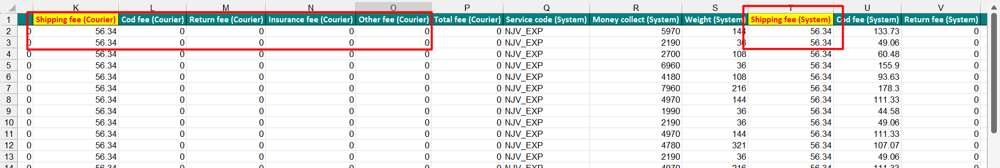 K L M N O P Q R S T U V
1 Shipping fee (Courier) Cod fee (Courier) Return fee (Courier) Insurance fee (Courier) Other fee (Courier) Total fee (Courier) Service code (System) Money collect (System) Weight (System) Shipping fee (System) Cod fee (System) Return fee (System)
2 0 56.34 0 0 0 0 0 NJV_EXP 5970 144 56.34 133.73 0
3 0 56.34 0 0 0 0 0 NJV_EXP 2190 36 56.34 49.06 0
4 0 56.34 0 0 0 0 0 NJV_EXP 2700 108 56.34 60.48 0
5 0 56.34 0 0 0 0 0 NJV_EXP 6960 36 56.34 155.9 0
6 0 56.34 0 0 0 0 0 NJV_EXP 4180 108 56.34 93.63 0
7 0 56.34 0 0 0 0 0 NJV_EXP 7960 216 56.34 178.3 0
8 0 56.34 0 0 0 0 0 NJV_EXP 4970 144 56.34 111.33 0
9 0 56.34 0 0 0 0 0 NJV_EXP 1990 36 56.34 44.58 0
10 0 56.34 0 0 0 0 0 NJV_EXP 2190 36 56.34 49.06 0
11 0 56.34 0 0 0 0 0 NJV_EXP 4970 144 56.34 111.33 0
12 0 56.34 0 0 0 0 0 NJV_EXP 4780 321 56.34 107.07 0
13 0 56.34 0 0 0 0 0 NJV_EXP 2190 36 56.34 49.06 0
14 0 56.34 0 0 0 0 0 NJV_EXP 4970 216 56.34 111.33 0